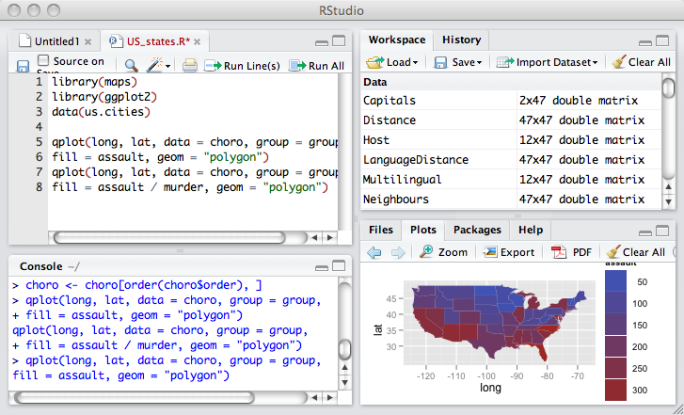 RStudio
Untitled1
US_states.R*
Source on
Save
Run Line(s)
Run All
1 library(maps)
2 library(ggplot2)
3 data(us.cities)
4
5 qplot(long, lat, data = choro, group = grou
6 fill = assault, geom = "polygon")
7 qplot(long, lat, data = choro, group = grou
8 fill = assault / murder, geom = "polygon")
Console ~/
> choro <- choro[order(choro$order), ]
> qplot(long, lat, data = choro, group = group,
+ fill = assault, geom = "polygon")
qplot(long, lat, data = choro, group = group,
+ fill = assault / murder, geom = "polygon")
> qplot(long, lat, data = choro, group = group,
fill = assault, geom = "polygon")
Workspace History
Load Save Import Dataset Clear All
Data
Capitals 2x47 double matrix
Distance 47x47 double matrix
Host 12x47 double matrix
LanguageDistance 47x47 double matrix
Multilingual 12x47 double matrix
Neighbours 47x47 double matrix
Files Plots Packages Help
Zoom Export PDF Clear All
assault
50
100
150
200
250
300
lat
45
40
35
30
-120 -110 -100 -90 -80 -70
long